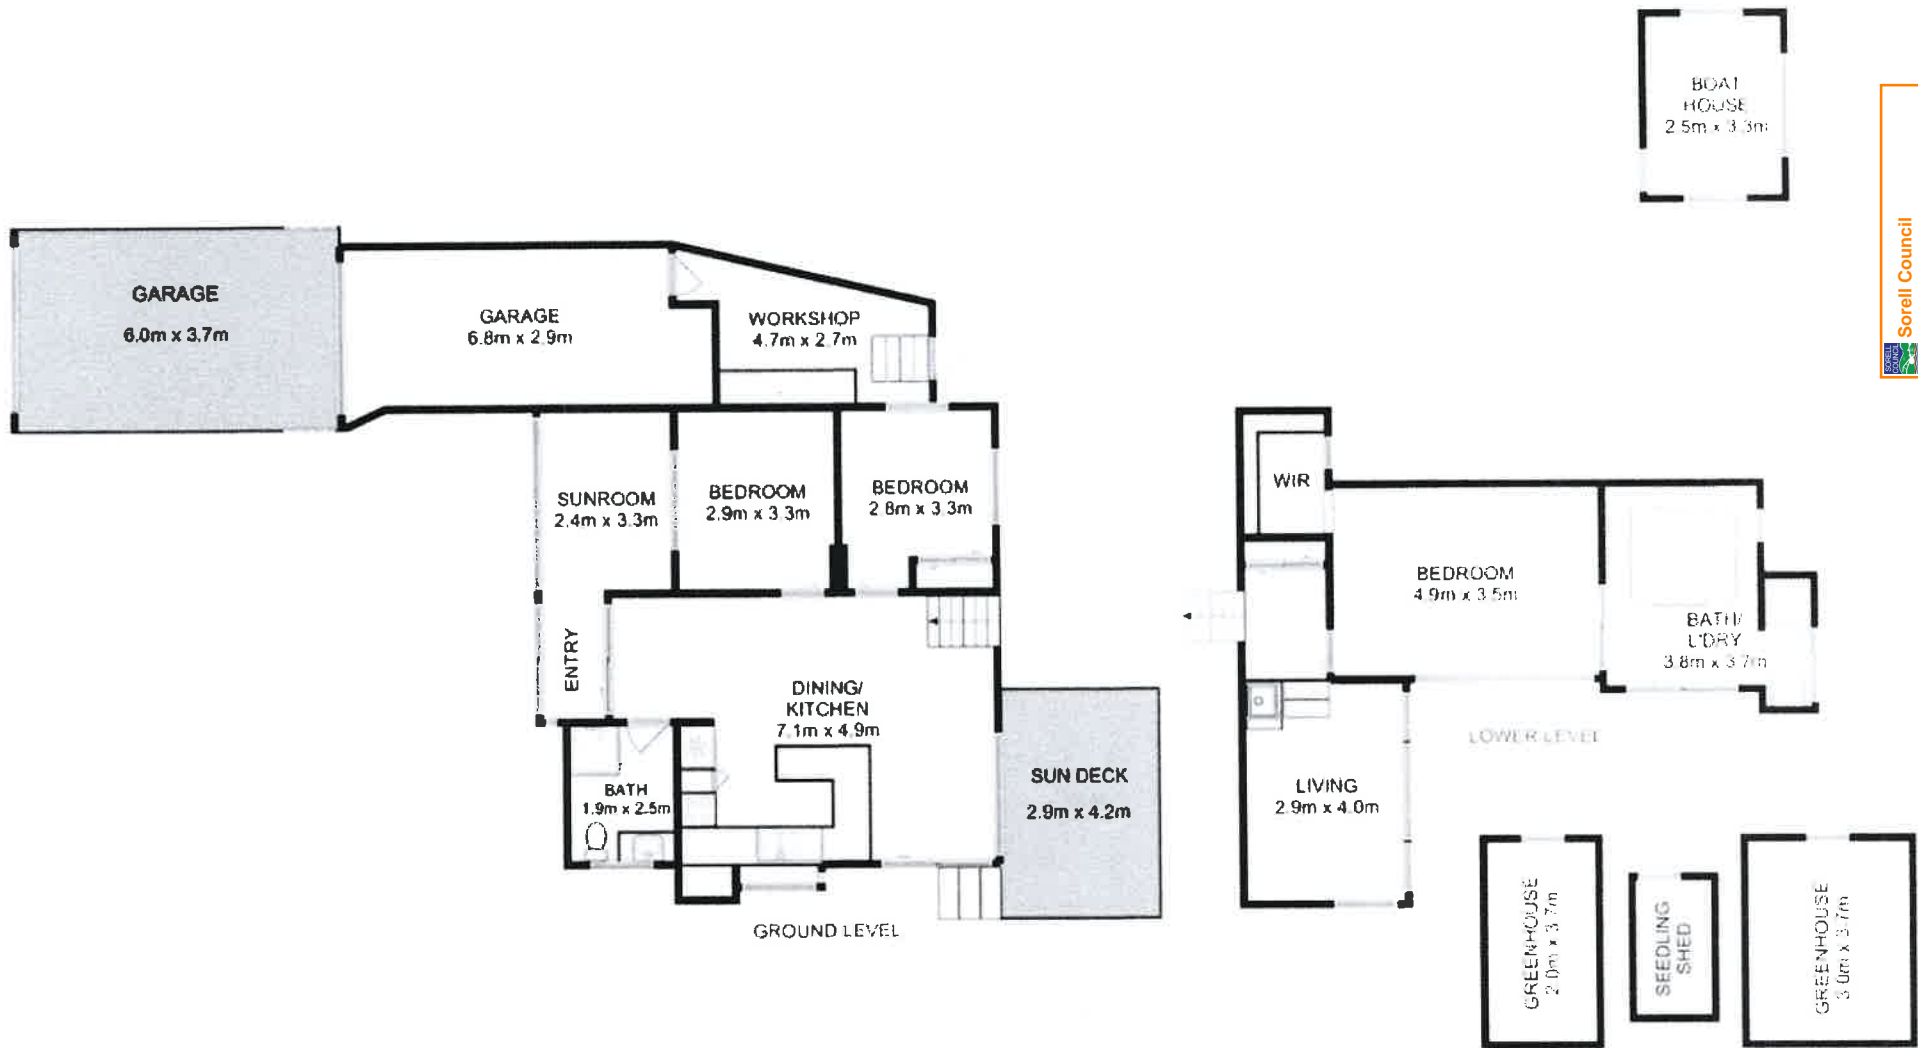 BOAT
HOUSE
2.5m x 3.3m
Sorell Council
SORELL
COUNCIL
GARAGE
6.0m x 3.7m
GARAGE
6.8m x 2.9m
WORKSHOP
4.7m x 2.7m
SUNROOM
2.4m x 3.3m
BEDROOM
2.9m x 3.3m
BEDROOM
2.8m x 3.3m
ENTRY
DINING/
KITCHEN
7.1m x 4.9m
BATH
1.9m x 2.5m
SUN DECK
2.9m x 4.2m
GROUND LEVEL
WIR
BEDROOM
4.9m x 3.5m
BATH/
L'DRY
3.8m x 3.7m
LIVING
2.9m x 4.0m
LOWER LEVEL
GREENHOUSE
2.0m x 3.7m
SEEDLING
SHED
GREENHOUSE
3.0m x 3.7m